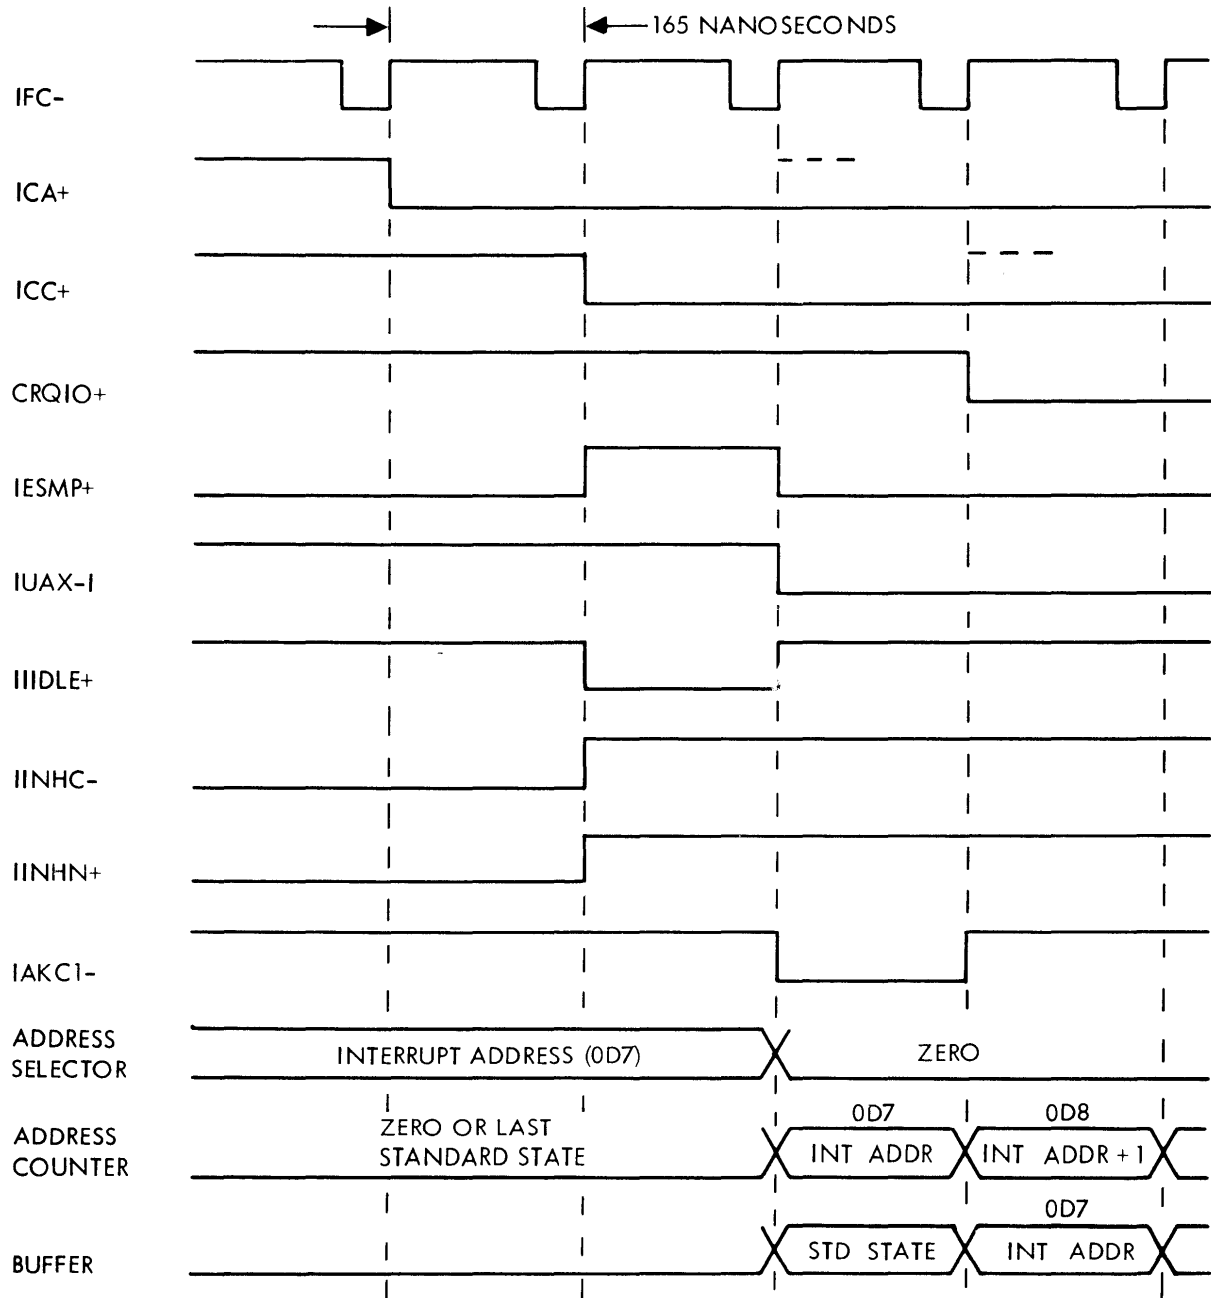 165 NANOSECONDS
IFC-
ICA+
ICC+
CRQIO+
IESMP+
IUAX-I
IIIDLE+
IINHC-
IINHN+
IAKC1-
ADDRESS
SELECTOR
INTERRUPT ADDRESS (0D7)
ZERO
ADDRESS
COUNTER
ZERO OR LAST
STANDARD STATE
0D7
INT ADDR
0D8
INT ADDR+1
BUFFER
STD STATE
0D7
INT ADDR